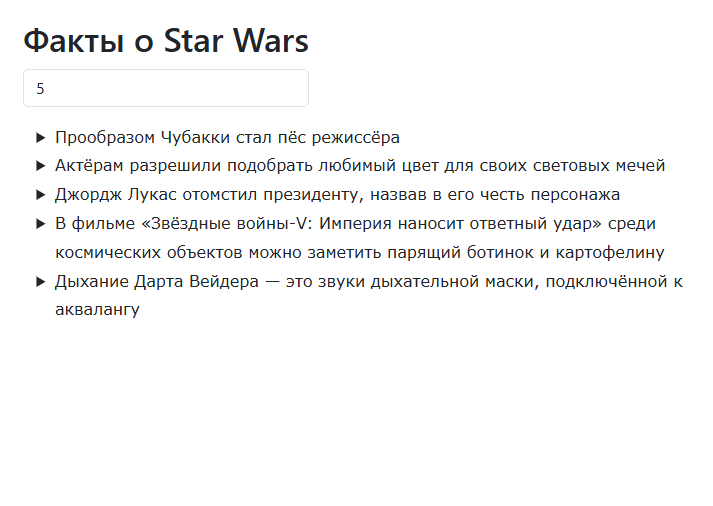 Факты о Star Wars
5
Прообразом Чубакки стал пёс режиссёра
Актёрам разрешили подобрать любимый цвет для своих световых мечей
Джордж Лукас отомстил президенту, назвав в его честь персонажа
В фильме «Звёздные войны-V: Империя наносит ответный удар» среди
космических объектов можно заметить парящий ботинок и картофелину
Дыхание Дарта Вейдера — это звуки дыхательной маски, подключённой к
аквалангу